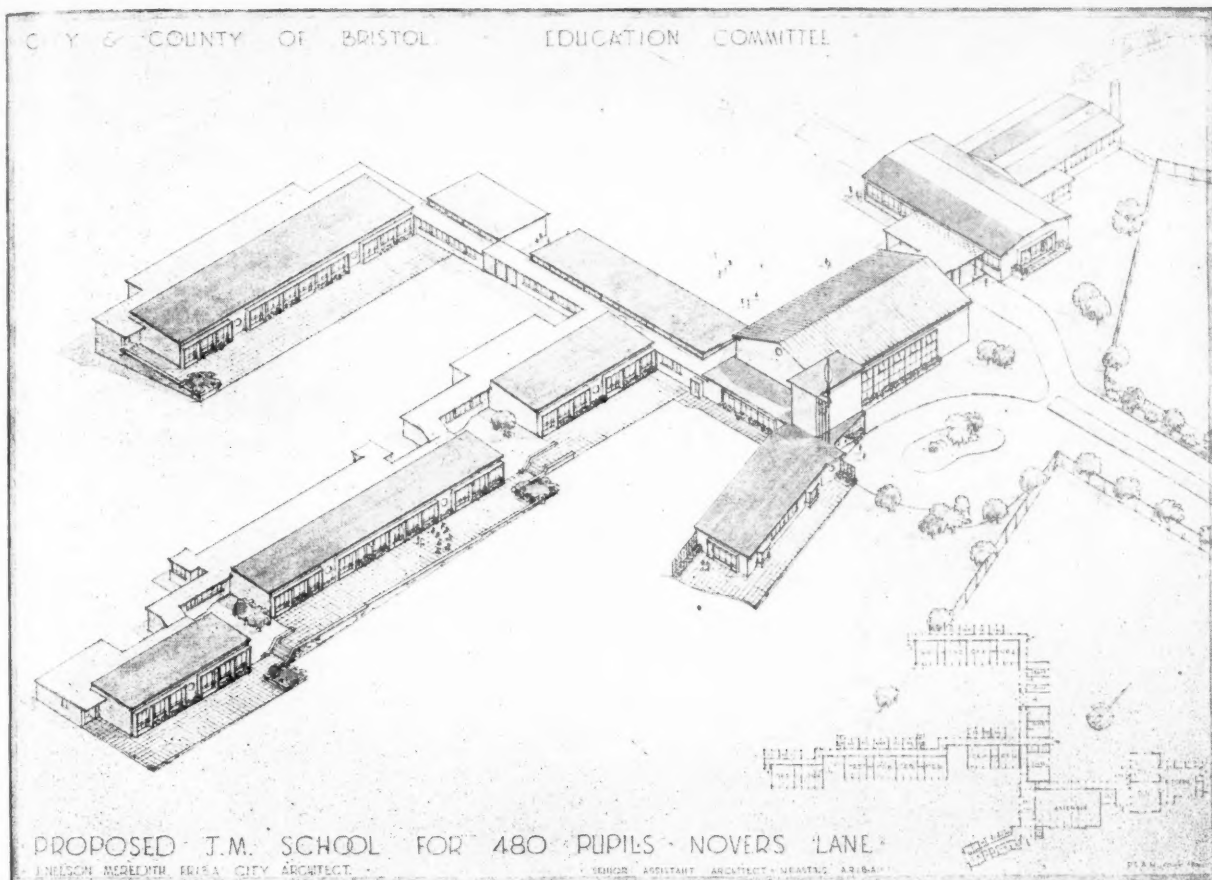 CITY & COUNTY OF BRISTOL · EDUCATION COMMITTEE
ASSEMBLY
PROPOSED J.M. SCHOOL FOR 480 PUPILS · NOVERS LANE
J. NELSON MEREDITH, F.R.I.B.A. CITY ARCHITECT. SENIOR ASSISTANT ARCHITECT A.R.I.B.A.